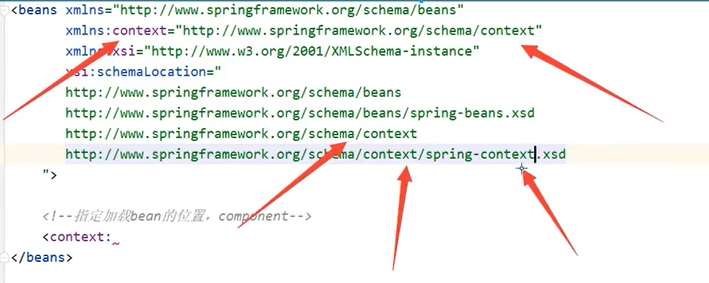 <beans xmlns="http://www.springframework.org/schema/beans"
xmlns:context="http://www.springframework.org/schema/context"
xmlns:xsi="http://www.w3.org/2001/XMLSchema-instance"
xsi:schemaLocation="
http://www.springframework.org/schema/beans
http://www.springframework.org/schema/beans/spring-beans.xsd
http://www.springframework.org/schema/context
http://www.springframework.org/schema/context/spring-context.xsd
">
<!--指定加载bean的位置，component-->
<context:
</beans>